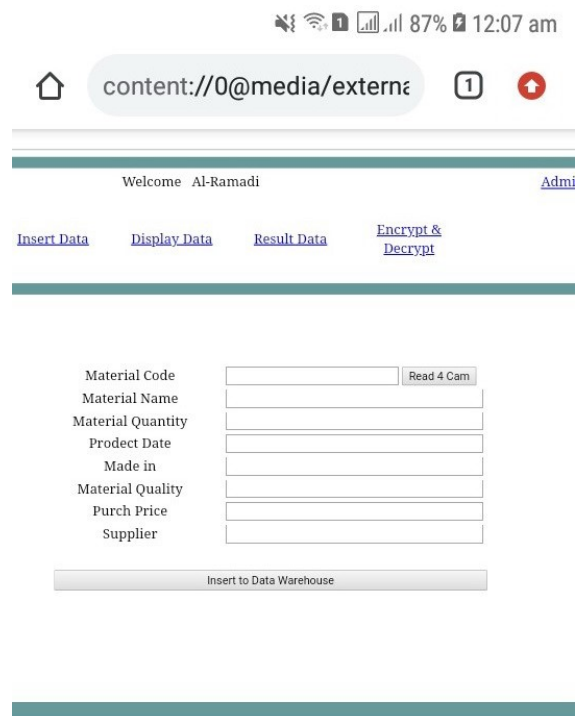 87% 12:07 am
content://0@media/externa
1
Welcome Al-Ramadi
Admi
Insert Data
Display Data
Result Data
Encrypt &
Decrypt
Material Code
Read 4 Cam
Material Name
Material Quantity
Prodect Date
Made in
Material Quality
Purch Price
Supplier
Insert to Data Warehouse